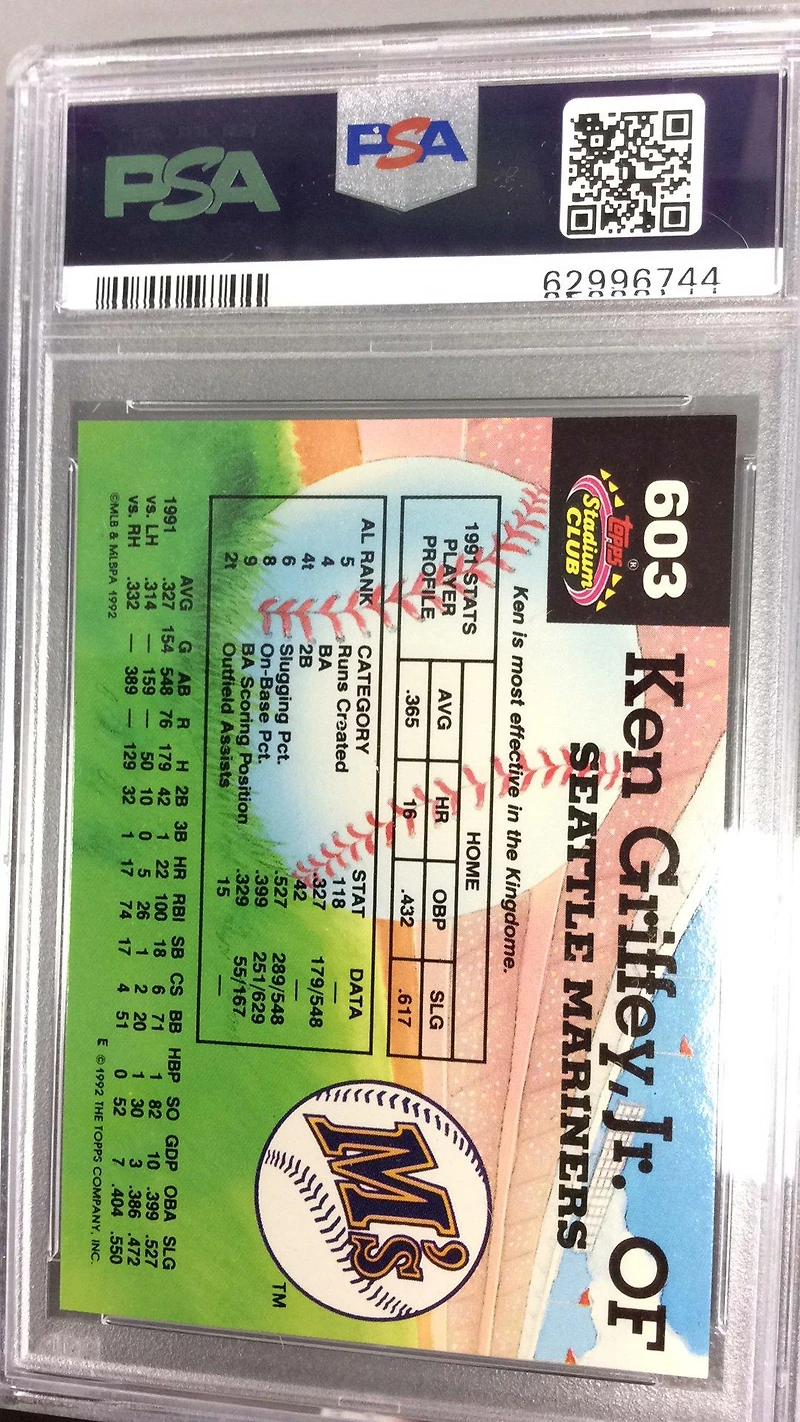 PSA
PSA
62996744
603
TOPPS®
Stadium
CLUB
Ken Griffey, Jr. OF
SEATTLE MARINERS
Ken is most effective in the Kingdome.
1991 STATS
PLAYER
PROFILE
HOME
AVG HR OBP SLG
.365 16 .432 .617
AL RANK CATEGORY STAT DATA
5 Runs Created 118 —
4 BA .327 179/548
4t 2B 42 —
6 Slugging Pct. .527 289/548
8 On-Base Pct. .399 251/629
9 BA Scoring Position .329 55/167
2t Outfield Assists 15 —
M's
TM
AVG G AB R H 2B 3B HR RBI SB CS BB HBP SO GDP OBA SLG
1991 .327 154 548 76 179 42 1 22 100 18 6 71 1 82 10 .399 .527
vs. LH .314 — 159 — 50 10 0 5 26 1 2 20 1 30 3 .386 .472
vs. RH .332 — 389 — 129 32 1 17 74 17 4 51 0 52 7 .404 .550
©MLB & MLBPA 1992
E © 1992 THE TOPPS COMPANY, INC.